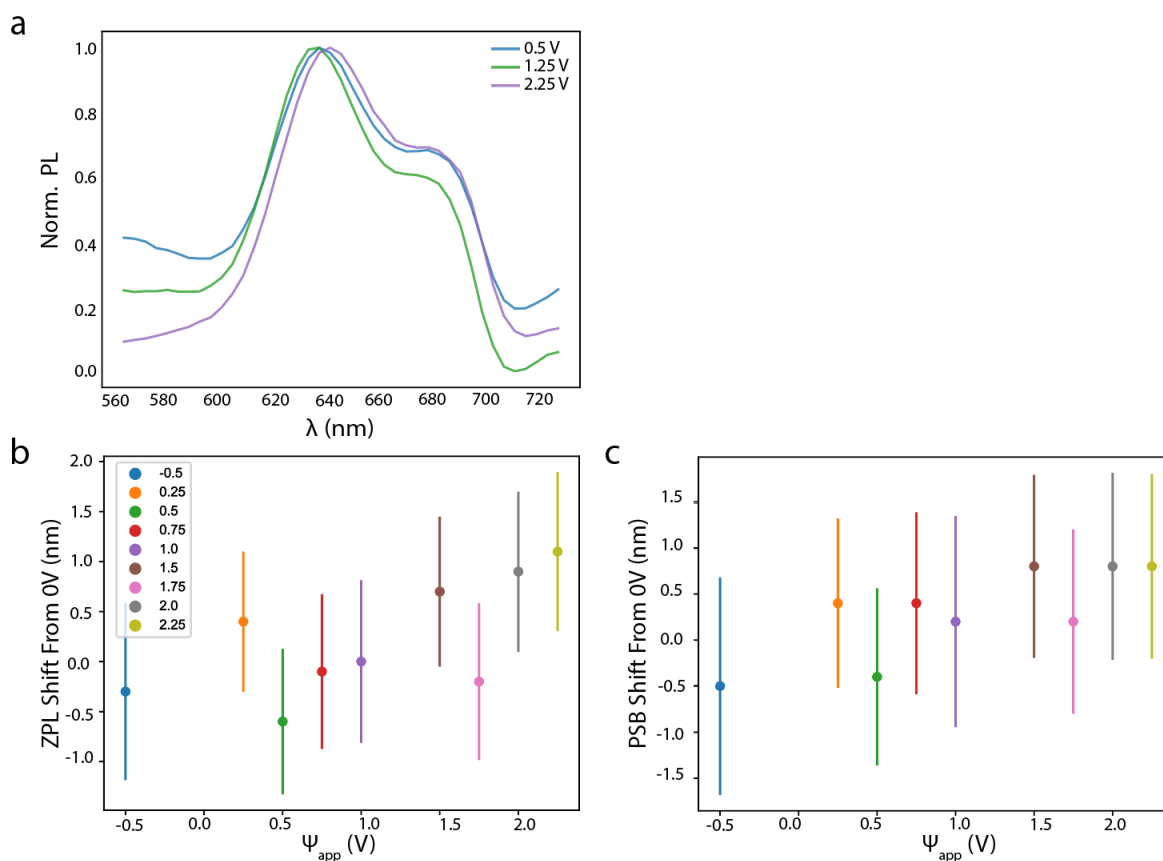 a
Norm. PL
1.0
0.8
0.6
0.4
0.2
0.0
0.5 V
1.25 V
2.25 V
560 580 600 620 640 660 680 700 720
λ (nm)
b
ZPL Shift From 0V (nm)
2.0
1.5
1.0
0.5
0.0
-0.5
-1.0
-0.5
0.25
0.5
0.75
1.0
1.5
1.75
2.0
2.25
-0.5 0.0 0.5 1.0 1.5 2.0
Ψapp (V)
c
PSB Shift From 0V (nm)
1.5
1.0
0.5
0.0
-0.5
-1.0
-1.5
-0.5 0.0 0.5 1.0 1.5 2.0
Ψapp (V)